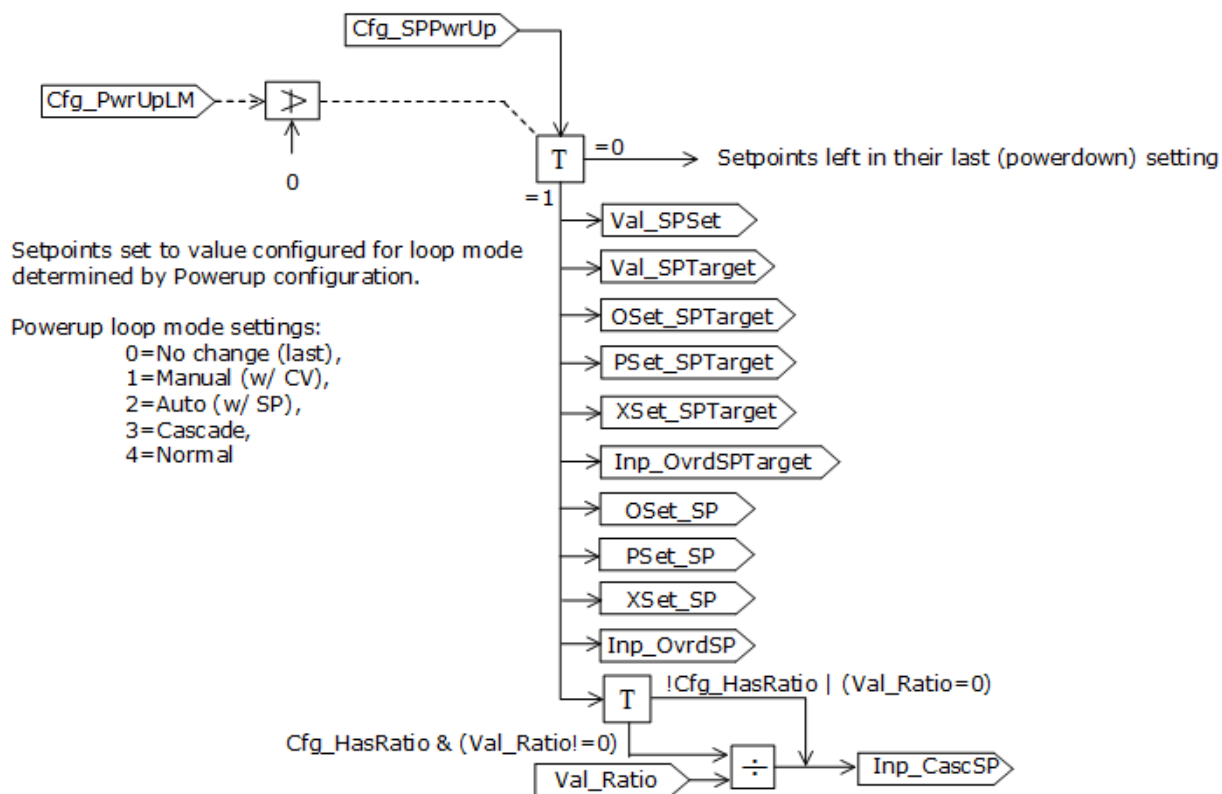 Cfg_SPPwrUp
Cfg_PwrUpLM
0
T
=0
Setpoints left in their last (powerdown) setting
=1
Val_SPSet
Setpoints set to value configured for loop mode
determined by Powerup configuration.
Val_SPTarget
OSet_SPTarget
Powerup loop mode settings:
0=No change (last),
1=Manual (w/ CV),
2=Auto (w/ SP),
3=Cascade,
4=Normal
PSet_SPTarget
XSet_SPTarget
Inp_OvrdSPTarget
OSet_SP
PSet_SP
XSet_SP
Inp_OvrdSP
T
!Cfg_HasRatio | (Val_Ratio=0)
Cfg_HasRatio & (Val_Ratio!=0)
Val_Ratio
÷
Inp_CascSP